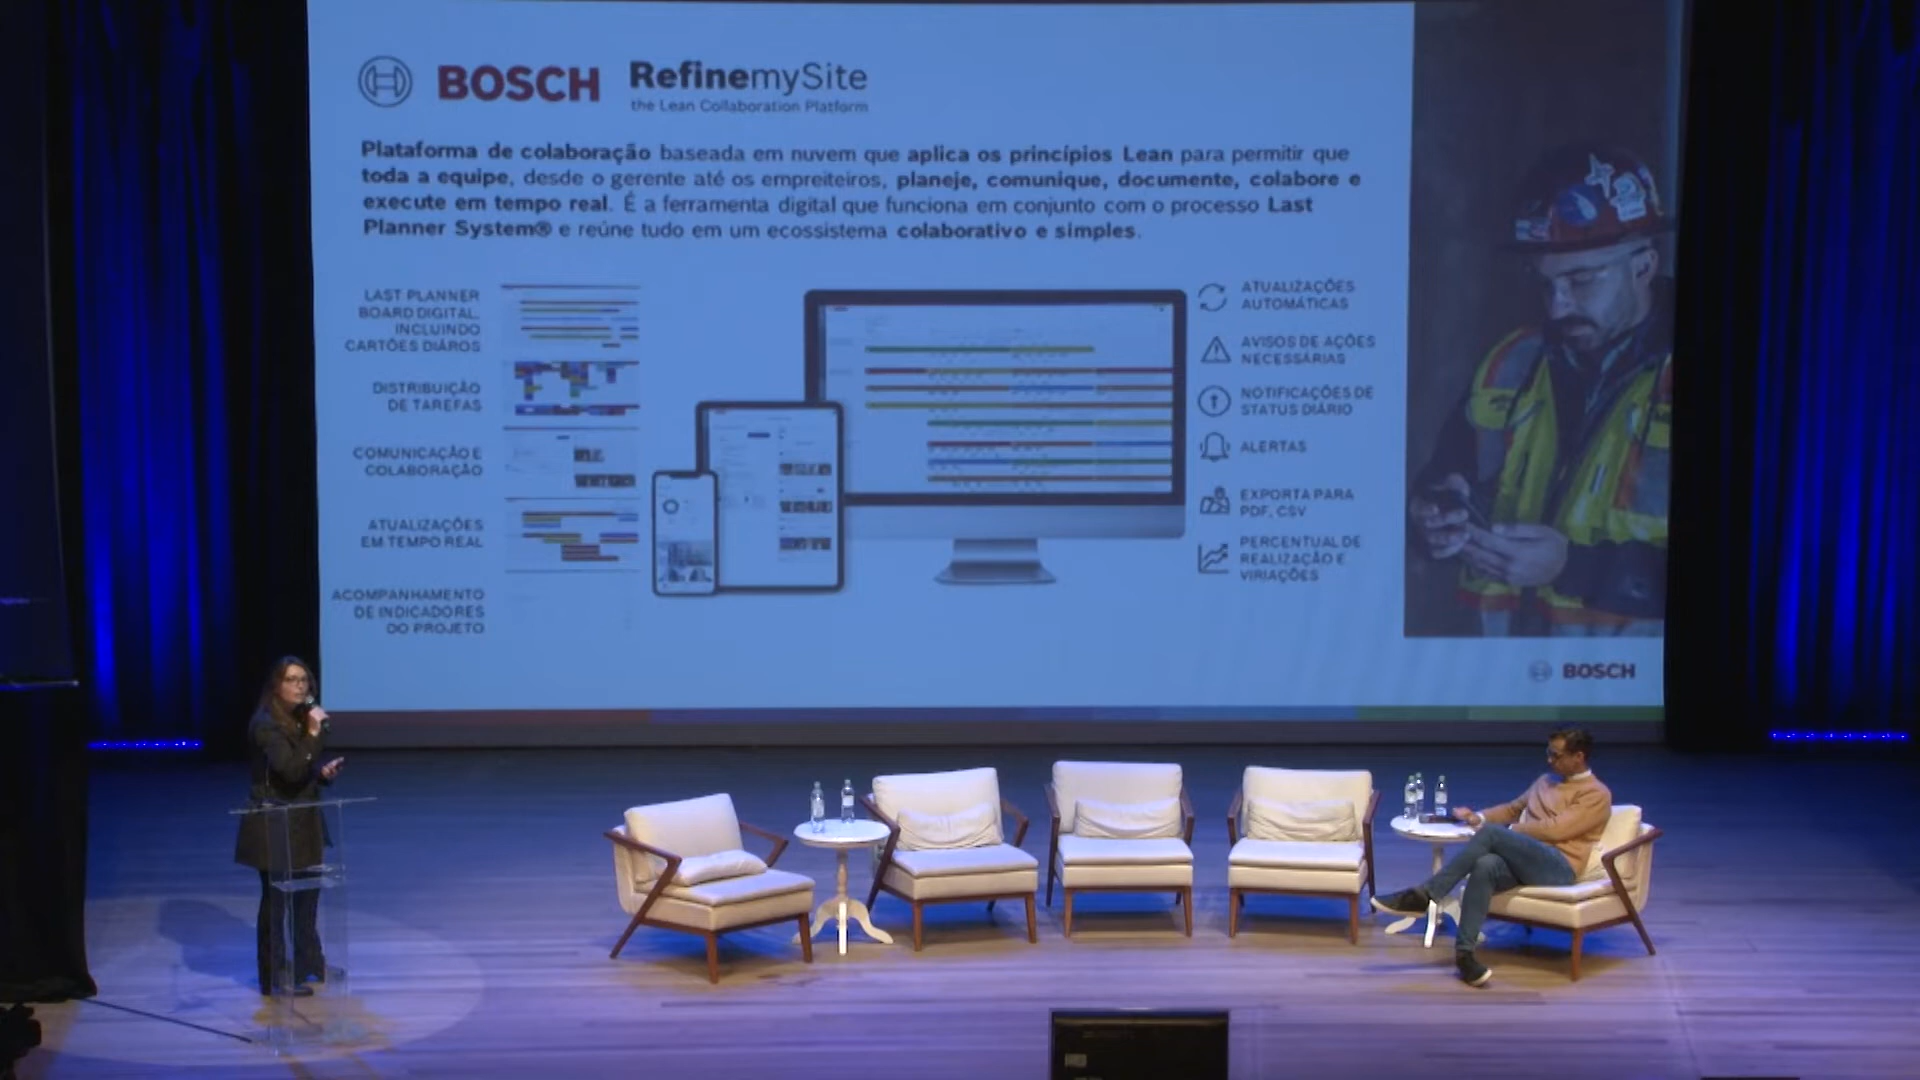 BOSCH
RefinemySite
the Lean Collaboration Platform
Plataforma de colaboração baseada em nuvem que aplica os princípios Lean para permitir que
toda a equipe, desde o gerente até os empreiteiros, planeje, comunique, documente, colabore e
execute em tempo real. É a ferramenta digital que funciona em conjunto com o processo Last
Planner System® e reúne tudo em um ecossistema colaborativo e simples.
LAST PLANNER
BOARD DIGITAL,
INCLUINDO
CARTÕES DIÁROS
DISTRIBUIÇÃO
DE TAREFAS
COMUNICAÇÃO E
COLABORAÇÃO
ATUALIZAÇÕES
EM TEMPO REAL
ACOMPANHAMENTO
DE INDICADORES
DO PROJETO
ATUALIZAÇÕES
AUTOMÁTICAS
AVISOS DE AÇÕES
NECESSÁRIAS
NOTIFICAÇÕES DE
STATUS DIÁRIO
ALERTAS
EXPORTA PARA
PDF, CSV
PERCENTUAL DE
REALIZAÇÃO E
VIRIAÇÕES
BOSCH